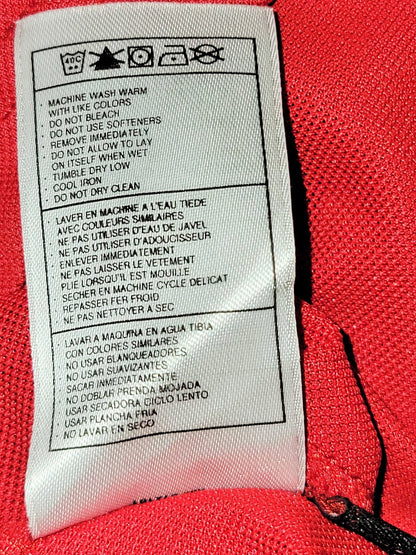 40C
· MACHINE WASH WARM
WITH LIKE COLORS
· DO NOT BLEACH
· DO NOT USE SOFTENERS
· REMOVE IMMEDIATELY
· DO NOT ALLOW TO LAY
ON ITSELF WHEN WET
· TUMBLE DRY LOW
· COOL IRON
· DO NOT DRY CLEAN
· LAVER EN MACHINE A L'EAU TIEDE
AVEC COULEURS SIMILAIRES
· NE PAS UTILISER D'EAU DE JAVEL
· NE PAS UTILISER D'ADOUCISSEUR
· ENLEVER IMMEDIATEMENT
· NE PAS LAISSER LE VETEMENT
PLIE LORSQU'IL EST MOUILLE
· SECHER EN MACHINE CYCLE DELICAT
· REPASSER FER FROID
· NE PAS NETTOYER A SEC
· LAVAR A MAQUINA EN AGUA TIBIA
CON COLORES SIMILARES
· NO USAR BLANQUEADORES
· NO USAR SUAVIZANTES
· SACAR INMEDIATAMENTE
· NO DOBLAR PRENDA MOJADA
· USAR SECADORA CICLO LENTO
· USAR PLANCHA FRIA
· NO LAVAR EN SECO